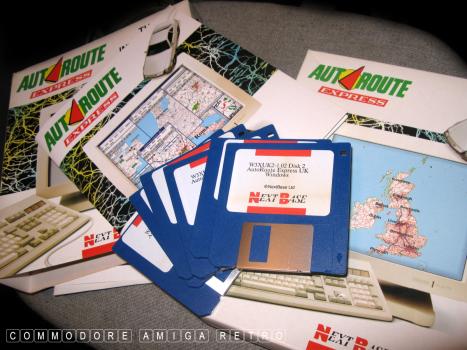 AUTOROUTE
EXPRESS
AUTOROUTE
EXPRESS
AUTOROUTE
EXPRESS
W3XUK2-1.02 Disk 2
AutoRoute Express UK
Windows
©NextBase Ltd
NEXT BASE
NEXT BASE
NEXT BASE
COMMODORE AMIGA RETRO